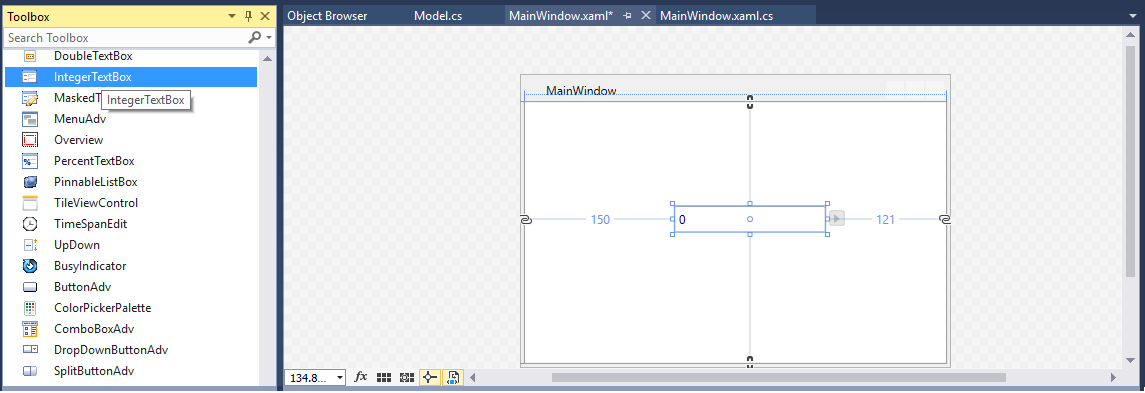 Toolbox
Search Toolbox
DoubleTextBox
IntegerTextBox
MaskedT
IntegerTextBox
MenuAdv
Overview
PercentTextBox
PinnableListBox
TileViewControl
TimeSpanEdit
UpDown
BusyIndicator
ButtonAdv
ColorPickerPalette
ComboBoxAdv
DropDownButtonAdv
SplitButtonAdv
Object Browser Model.cs MainWindow.xaml* MainWindow.xaml.cs
MainWindow
150 0 121
134.8... fx